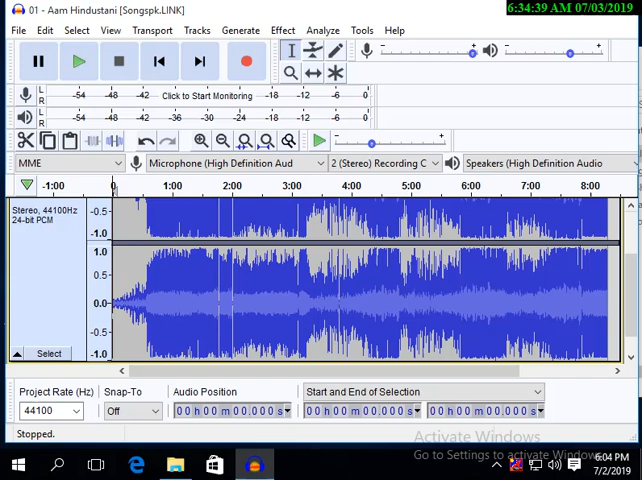 01 - Aam Hindustani [Songspk.LINK]
6:34:39 AM 07/03/2019
File Edit Select View Transport Tracks Generate Effect Analyze Tools Help
L
R
-54 -48 Click to Start Monitoring -18 -12 -6 0
L
R
-54 -48 -42 -36 -30 -24 -18 -12 -6 0
MME Microphone (High Definition Aud 2 (Stereo) Recording C Speakers (High Definition Audio)
-1:00 0 1:00 2:00 3:00 4:00 5:00 6:00 7:00 8:00
Stereo, 44100Hz
24-bit PCM
-0.5
-1.0
1.0
0.5
0.0
-0.5
-1.0
Select
Project Rate (Hz) Snap-To Audio Position Start and End of Selection
44100 Off 00 h 00 m 00.000 s 00 h 00 m 00.000 s 00 h 00 m 00.000 s
Stopped.
Activate Windows
Go to Settings to activate Windows
6:04 PM
7/2/2019